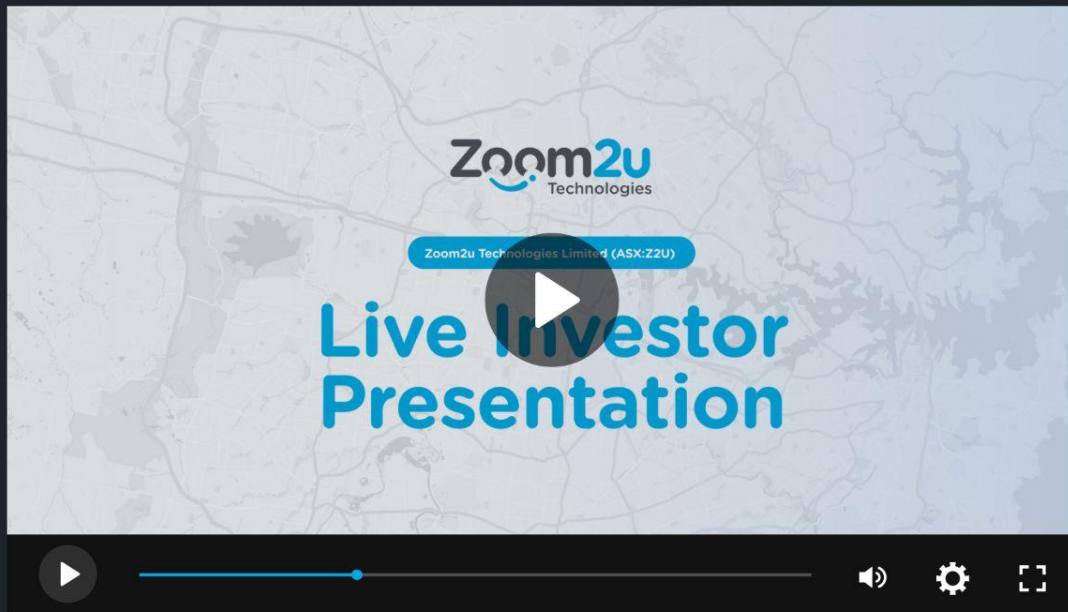 Zoom2u
Technologies
Zoom2u Technologies Limited (ASX:Z2U)
Live Investor
Presentation